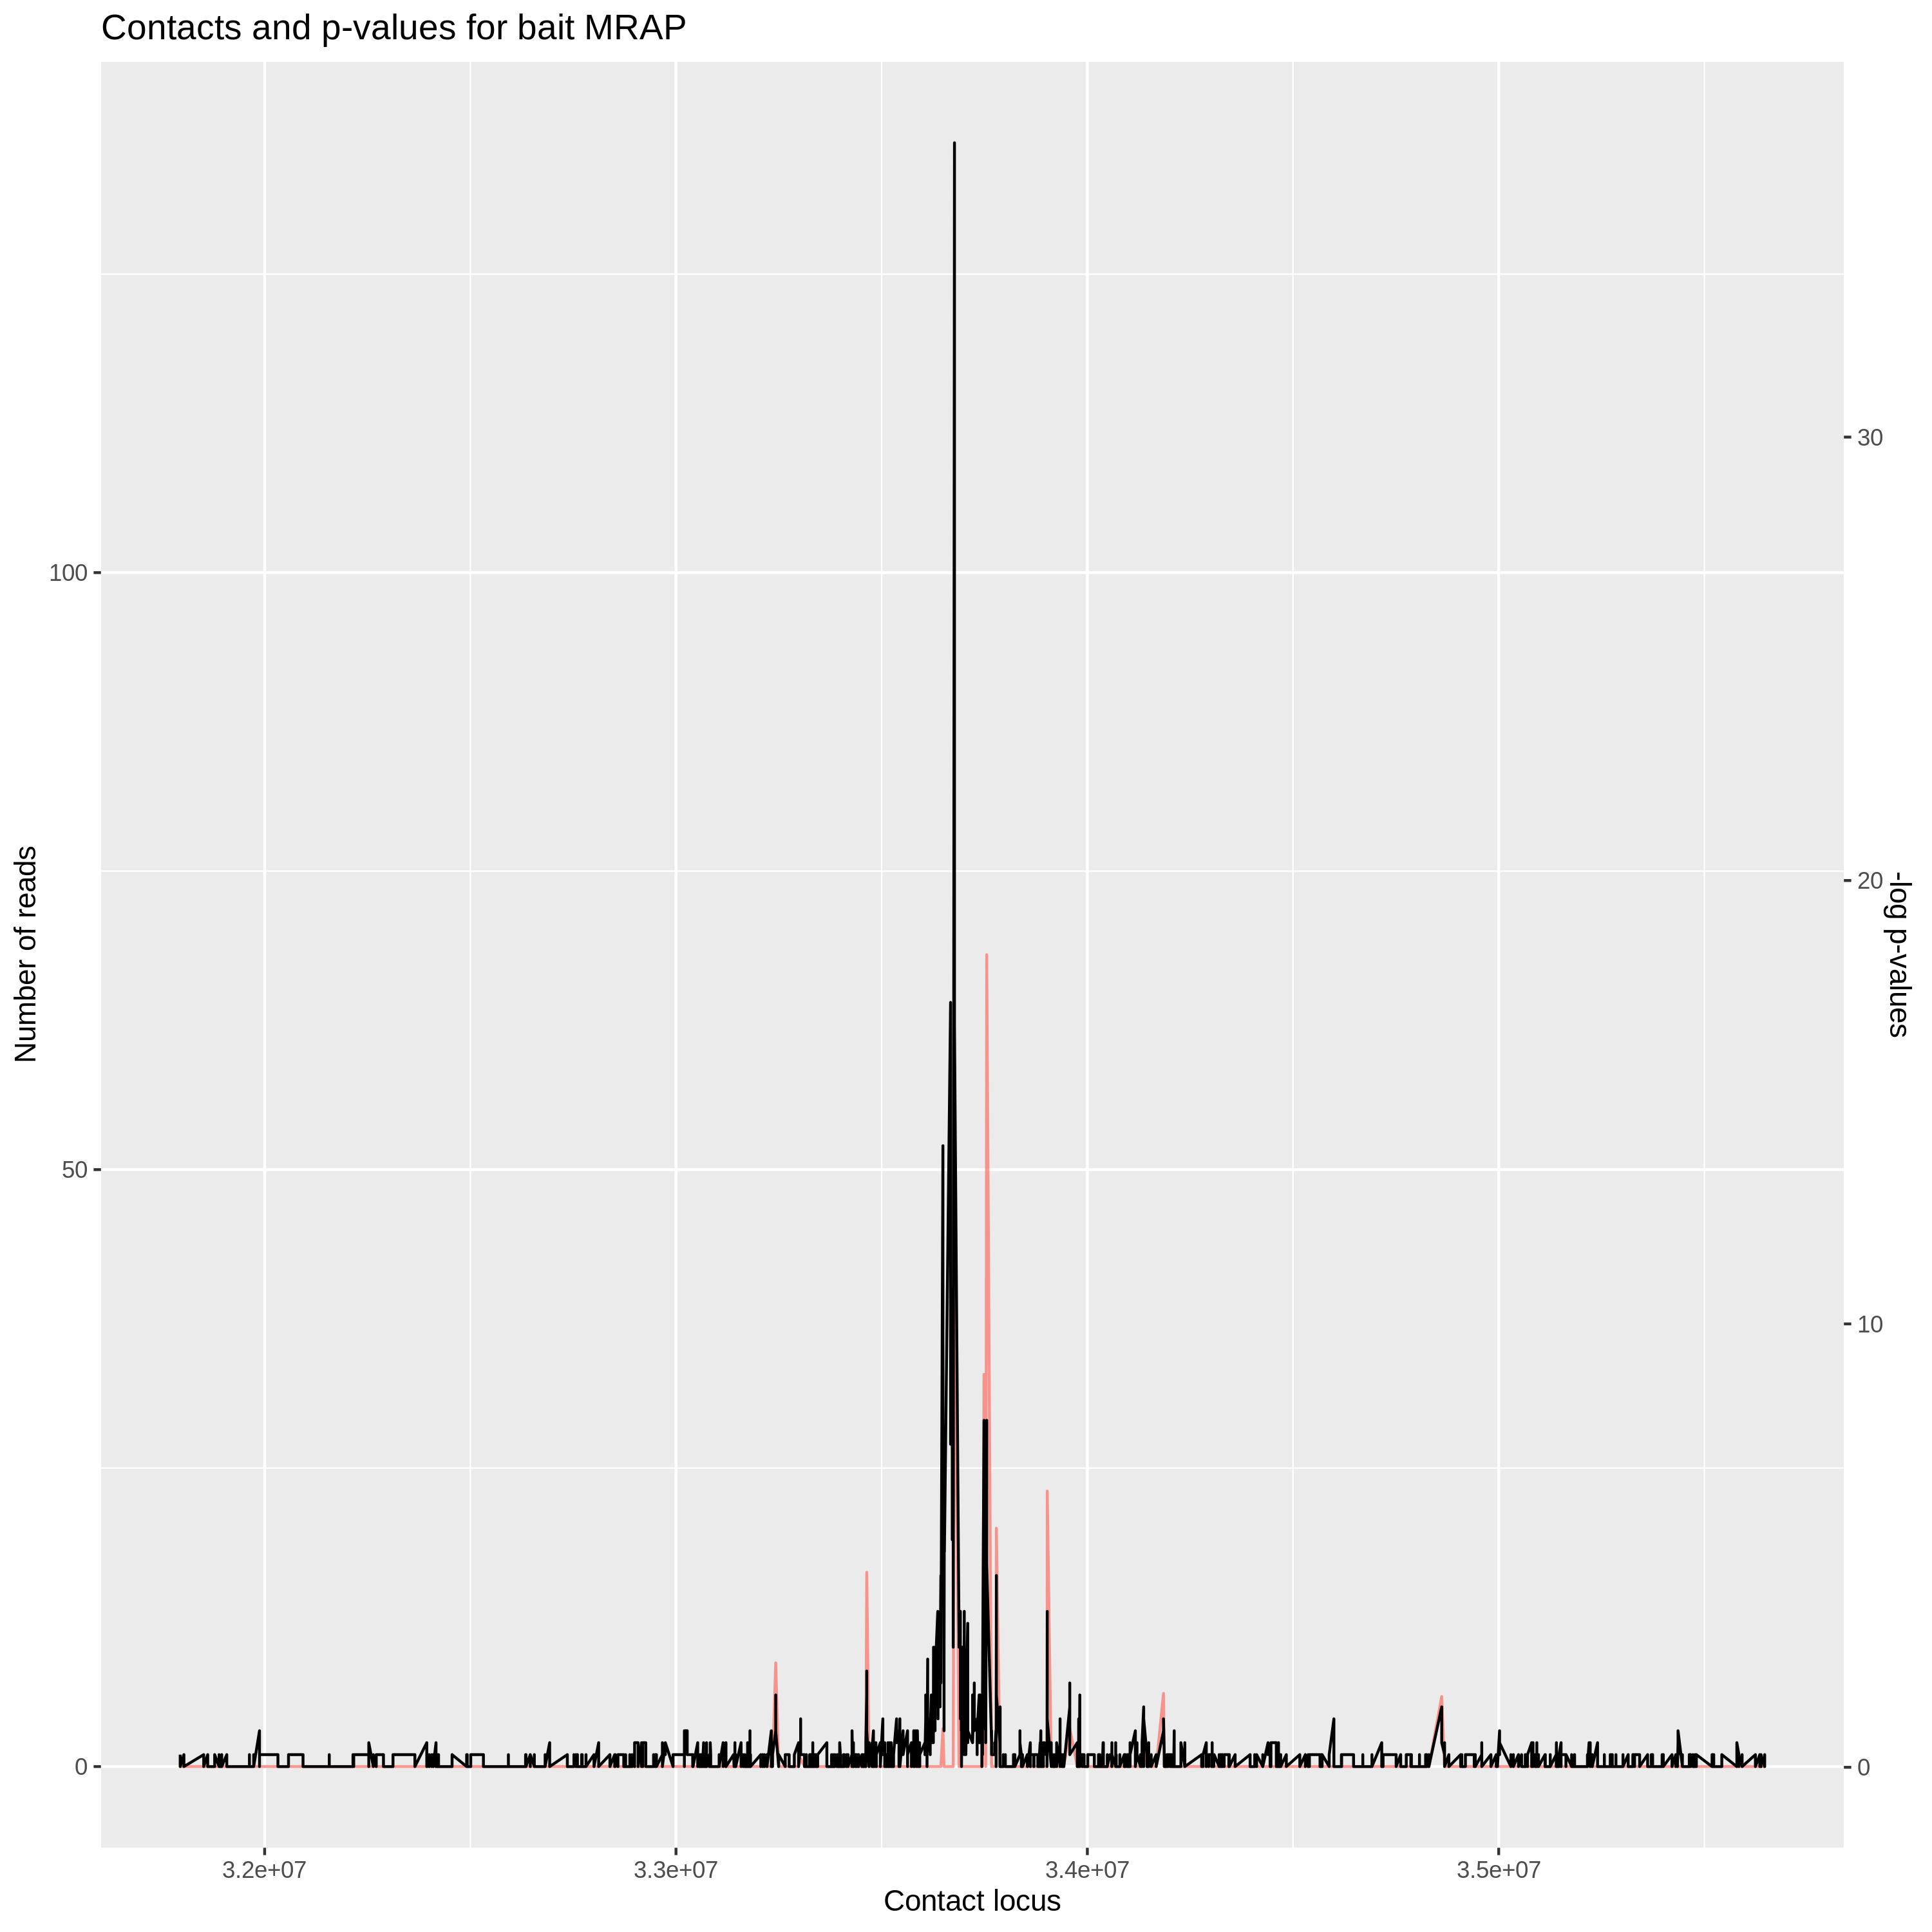 Contacts and p-values for bait MRAP
Number of reads
100
50
0
30
20
10
0
-log p-values
3.2e+07
3.3e+07
3.4e+07
3.5e+07
Contact locus